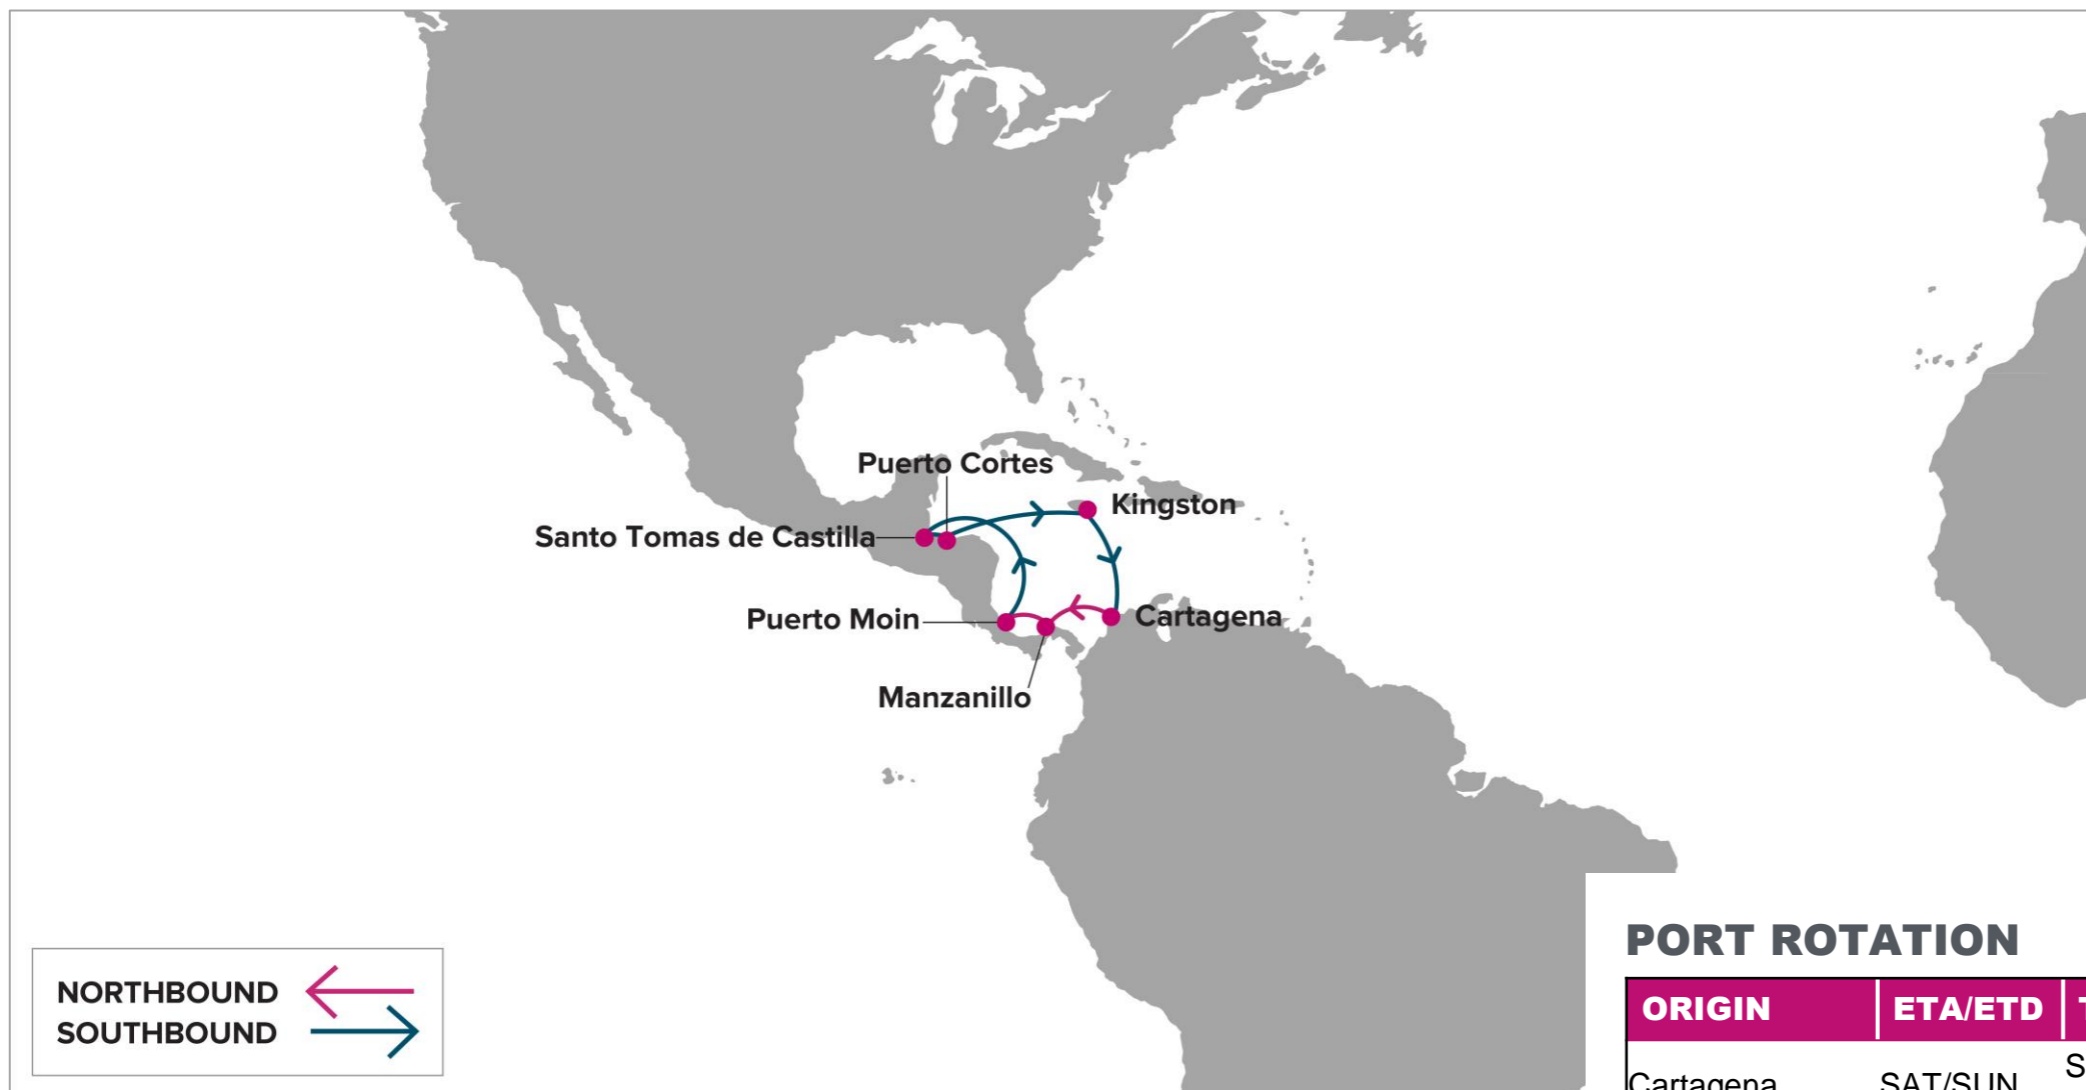 Puerto Cortes
Kingston
Santo Tomas de Castilla
Puerto Moin
Cartagena
Manzanillo
NORTHBOUND
SOUTHBOUND
PORT ROTATION
ORIGIN ETA/ETD
Cartagena SAT/SUN